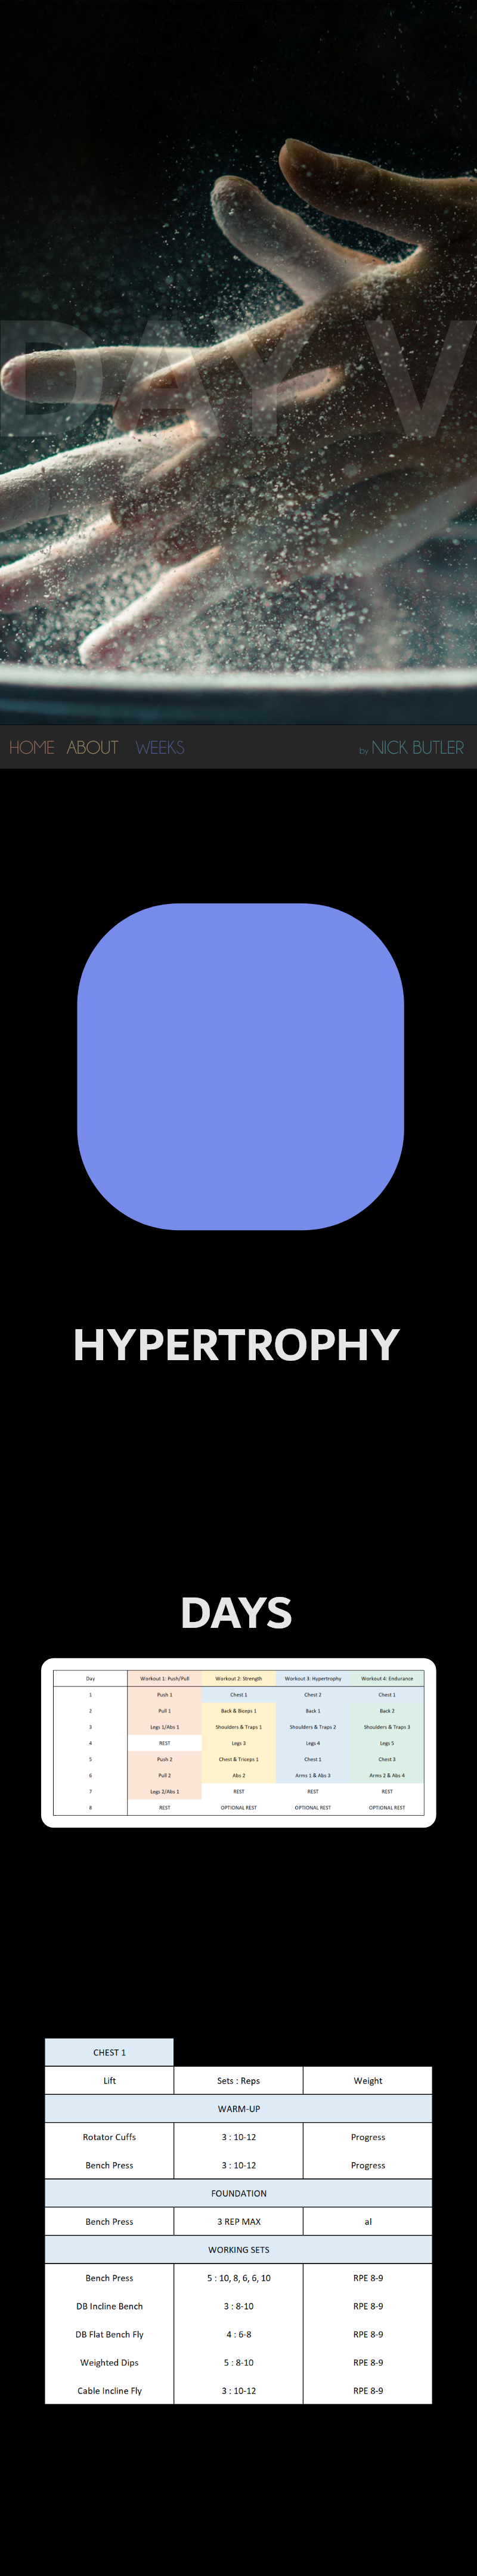 DAY V
HOME ABOUT WEEKS by NICK BUTLER
HYPERTROPHY
DAYS
Day Workout 1: Push/Pull Workout 2: Strength Workout 3: Hypertrophy Workout 4: Endurance
1 Push 1 Chest 1 Chest 2 Chest 1
2 Pull 1 Back & Biceps 1 Back 1 Back 2
3 Legs 1/Abs 1 Shoulders & Traps 1 Shoulders & Traps 2 Shoulders & Traps 3
4 REST Legs 3 Legs 4 Legs 5
5 Push 2 Chest & Triceps 1 Chest 1 Chest 3
6 Pull 2 Abs 2 Arms 1 & Abs 3 Arms 2 & Abs 4
7 Legs 2/Abs 1 REST REST REST
8 REST OPTIONAL REST OPTIONAL REST OPTIONAL REST
CHEST 1
Lift Sets : Reps Weight
WARM-UP
Rotator Cuffs 3 : 10-12 Progress
Bench Press 3 : 10-12 Progress
FOUNDATION
Bench Press 3 REP MAX al
WORKING SETS
Bench Press 5 : 10, 8, 6, 6, 10 RPE 8-9
DB Incline Bench 3 : 8-10 RPE 8-9
DB Flat Bench Fly 4 : 6-8 RPE 8-9
Weighted Dips 5 : 8-10 RPE 8-9
Cable Incline Fly 3 : 10-12 RPE 8-9